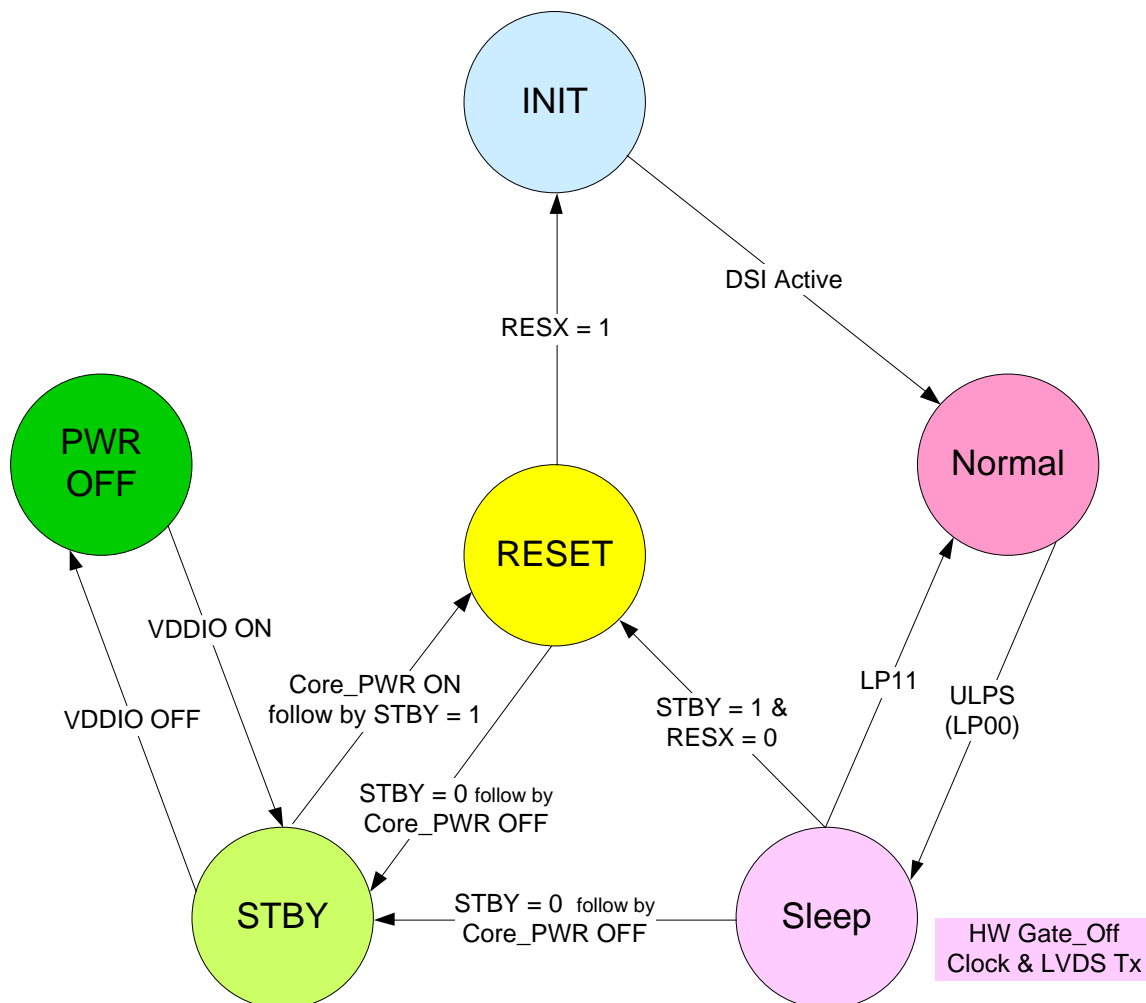 INIT
DSI Active
RESX = 1
PWR
OFF
Normal
RESET
VDDIO ON
Core_PWR ON
follow by STBY = 1
VDDIO OFF
STBY = 1 &
RESX = 0
LP11
ULPS
(LP00)
STBY = 0 follow by
Core_PWR OFF
STBY
STBY = 0 follow by
Core_PWR OFF
Sleep
HW Gate_Off
Clock & LVDS Tx